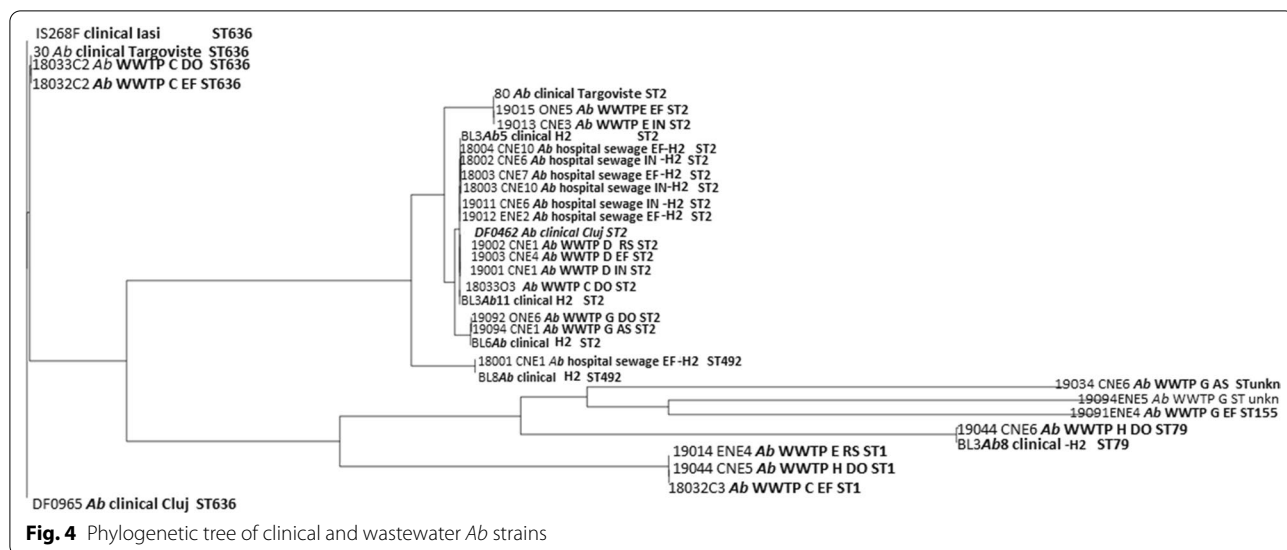 IS268F clinical Iasi ST636
30 Ab clinical Targoviste ST636
18033C2 Ab WWTP C DO ST636
18032C2 Ab WWTP C EF ST636
80 Ab clinical Targoviste ST2
19015 ONE5 Ab WWTPE EF ST2
19013 CNE3 Ab WWTP E IN ST2
BL3Ab5 clinical H2 ST2
18004 CNE10 Ab hospital sewage EF-H2 ST2
18002 CNE6 Ab hospital sewage IN -H2 ST2
18003 CNE7 Ab hospital sewage EF-H2 ST2
18003 CNE10 Ab hospital sewage IN-H2 ST2
19011 CNE6 Ab hospital sewage IN -H2 ST2
19012 ENE2 Ab hospital sewage EF-H2 ST2
DF0462 Ab clinical Cluj ST2
19002 CNE1 Ab WWTP D RS ST2
19003 CNE4 Ab WWTP D EF ST2
19001 CNE1 Ab WWTP D IN ST2
18033O3 Ab WWTP C DO ST2
BL3Ab11 clinical H2 ST2
19092 ONE6 Ab WWTP G DO ST2
19094 CNE1 Ab WWTP G AS ST2
BL6Ab clinical H2 ST2
18001 CNE1 Ab hospital sewage EF-H2 ST492
BL8Ab clinical H2 ST492
19034 CNE6 Ab WWTP G AS STunkn
19094ENE5 Ab WWTP G ST unkn
19091ENE4 Ab WWTP G EF ST155
19044 CNE6 Ab WWTP H DO ST79
BL3Ab8 clinical -H2 ST79
19014 ENE4 Ab WWTP E RS ST1
19044 CNE5 Ab WWTP H DO ST1
18032C3 Ab WWTP C EF ST1
DF0965 Ab clinical Cluj ST636
Fig. 4 Phylogenetic tree of clinical and wastewater Ab strains